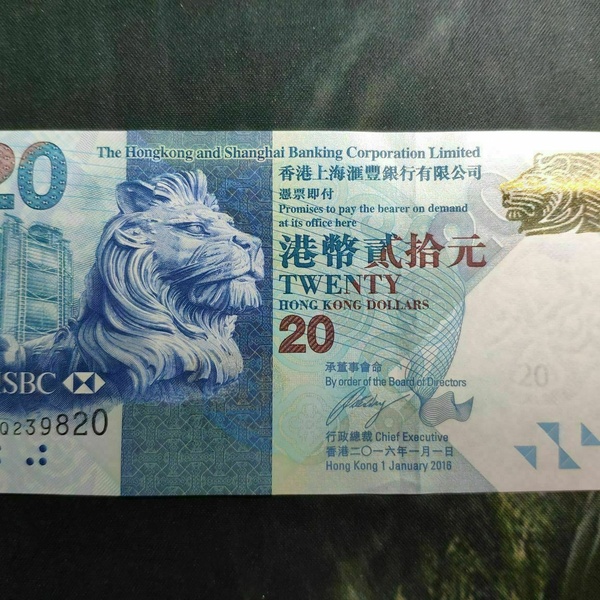 20
The Hongkong and Shanghai Banking Corporation Limited
香港上海滙豐銀行有限公司
憑票即付
Promises to pay the bearer on demand
at its office here
港幣貳拾元
TWENTY
HONG KONG DOLLARS
20
承董事會命
By order of the Board of Directors
行政總裁 Chief Executive
香港二〇一六年一月一日
Hong Kong 1 January 2016
HSBC
Q239820
20